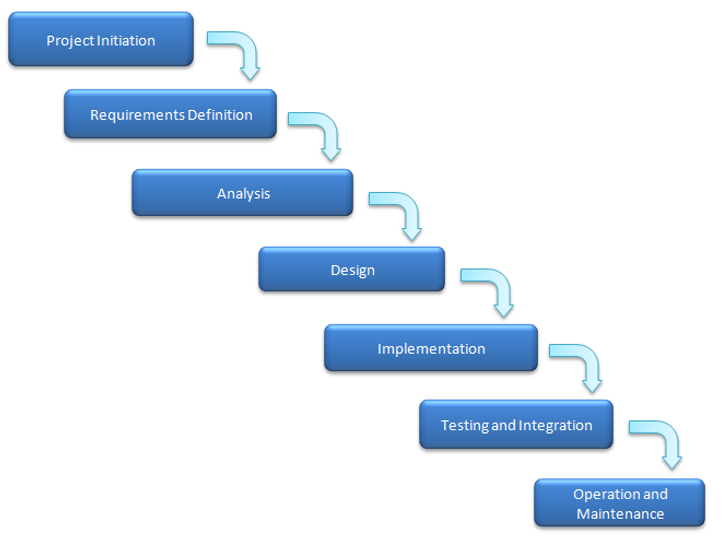 Project Initiation
Requirements Definition
Analysis
Design
Implementation
Testing and Integration
Operation and
Maintenance